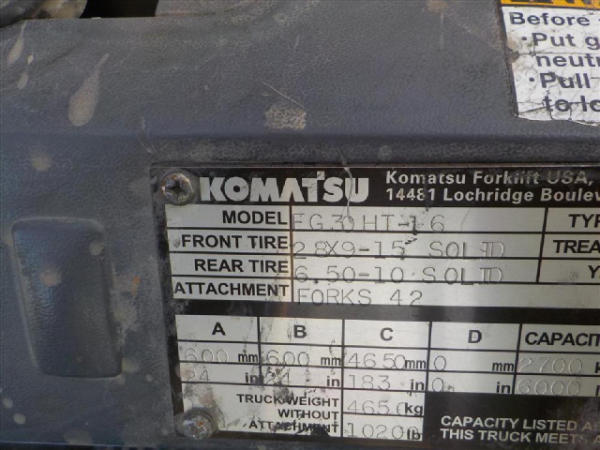 Before
·Put g
neutr
·Pull
to lo
KOMATSU
Komatsu Forklift USA,
14481 Lochridge Boulev
MODEL FG30HT-16 TYP
FRONT TIRE 28X9-15 SOLID TREA
REAR TIRE 6.50-10 SOLID Y
ATTACHMENT FORKS 42
A B C D CAPACIT
600 mm 600 mm 4650 mm 0 mm 2700 k
24 in 24 in 183 in 0 in 6000
TRUCK WEIGHT
WITHOUT
ATTACHMENT
kg
10200 lb
CAPACITY LISTED A
THIS TRUCK MEETS A